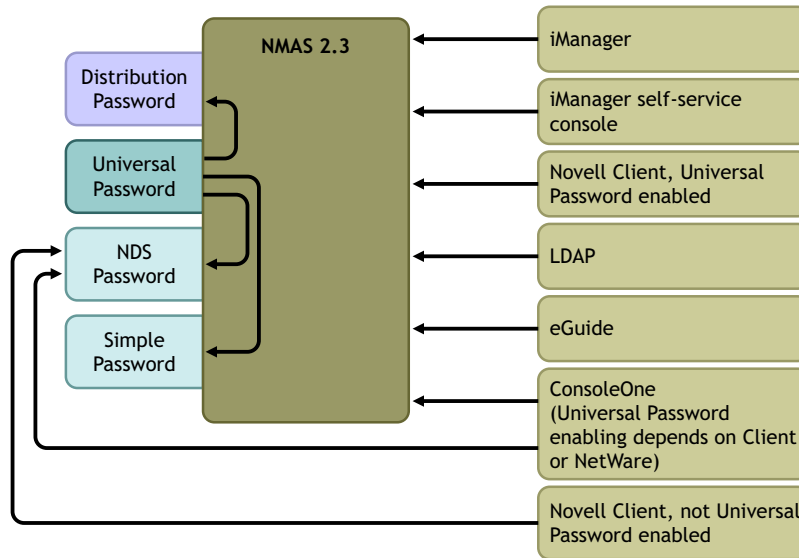 NMAS 2.3
Distribution
Password
Universal
Password
NDS
Password
Simple
Password
iManager
iManager self-service
console
Novell Client, Universal
Password enabled
LDAP
eGuide
ConsoleOne
(Universal Password
enabling depends on Client
or NetWare)
Novell Client, not Universal
Password enabled